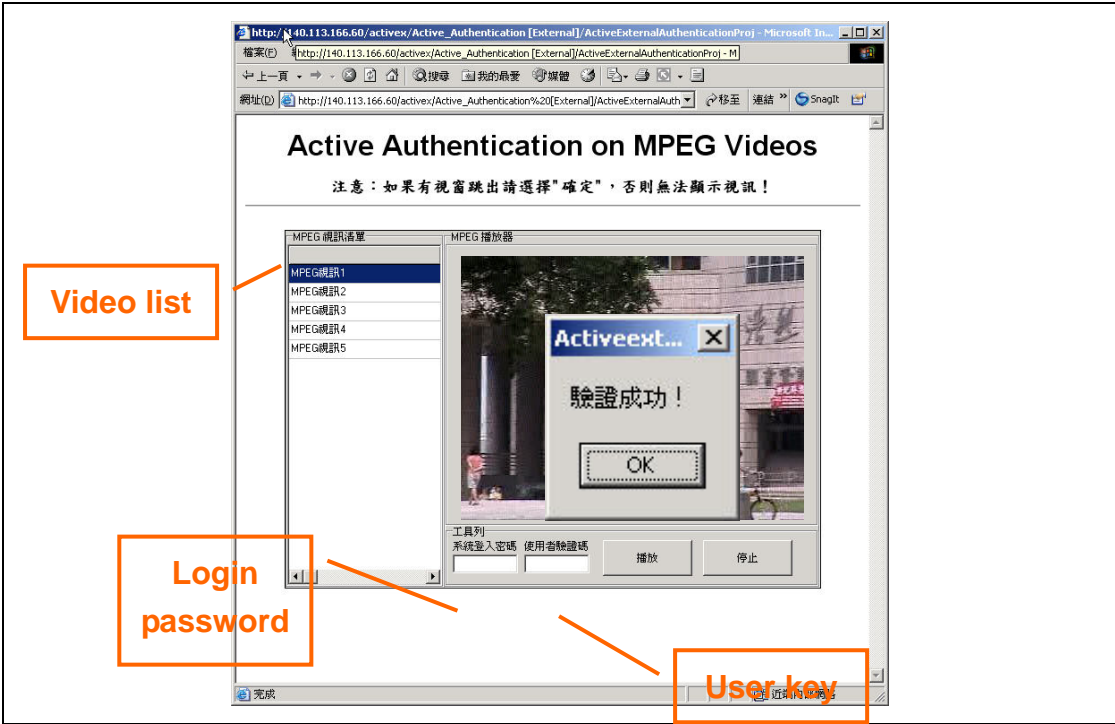 http://140.113.166.60/activex/Active_Authentication [External]/ActiveExternalAuthenticationProj - Microsoft In...
檔案(F)
http://140.113.166.60/activex/Active_Authentication [External]/ActiveExternalAuthenticationProj - M
上一頁 搜尋 我的最愛 媒體
網址(D) http://140.113.166.60/activex/Active_Authentication%20[External]/ActiveExternalAuth 移至 連結 » SnagIt
Active Authentication on MPEG Videos
注意：如果有視窗跳出請選擇"確定"，否則無法顯示視訊！
MPEG 視訊清單
MPEG 播放器
MPEG視訊1
MPEG視訊2
MPEG視訊3
MPEG視訊4
MPEG視訊5
Video list
Activeext...
驗證成功！
OK
工具列
系統登入密碼 使用者驗證碼
播放
停止
Login
password
User key
完成